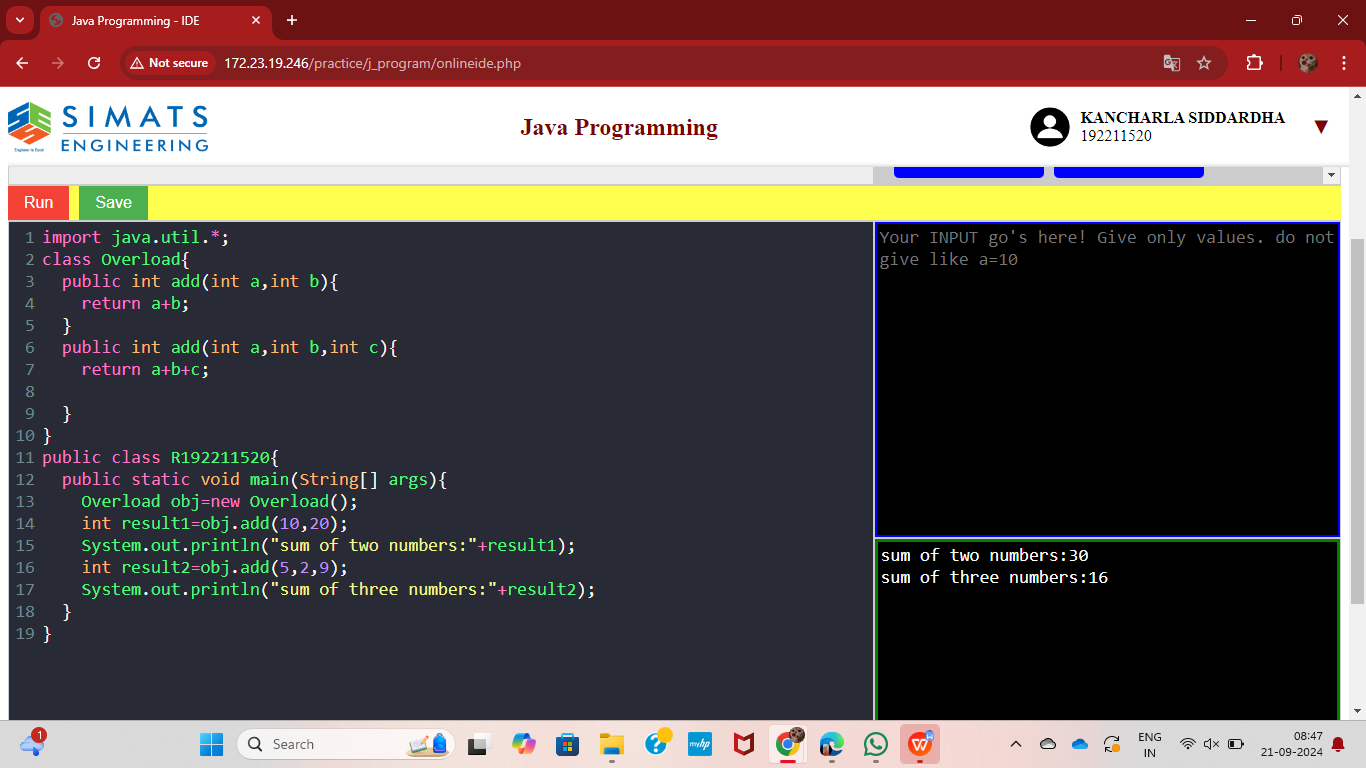 Java Programming - IDE
Not secure
172.23.19.246/practice/j_program/onlineide.php
SIMATS
ENGINEERING
Engineer to Excel
Java Programming
KANCHARLA SIDDARDHA
192211520
Run
Save
1 import java.util.*;
2 class Overload{
3   public int add(int a,int b){
4     return a+b;
5   }
6   public int add(int a,int b,int c){
7     return a+b+c;
8
9   }
10 }
11 public class R192211520{
12   public static void main(String[] args){
13     Overload obj=new Overload();
14     int result1=obj.add(10,20);
15     System.out.println("sum of two numbers:"+result1);
16     int result2=obj.add(5,2,9);
17     System.out.println("sum of three numbers:"+result2);
18   }
19 }
Your INPUT go's here! Give only values. do not
give like a=10
sum of two numbers:30
sum of three numbers:16
1
Search
myhp
ENG
IN
08:47
21-09-2024